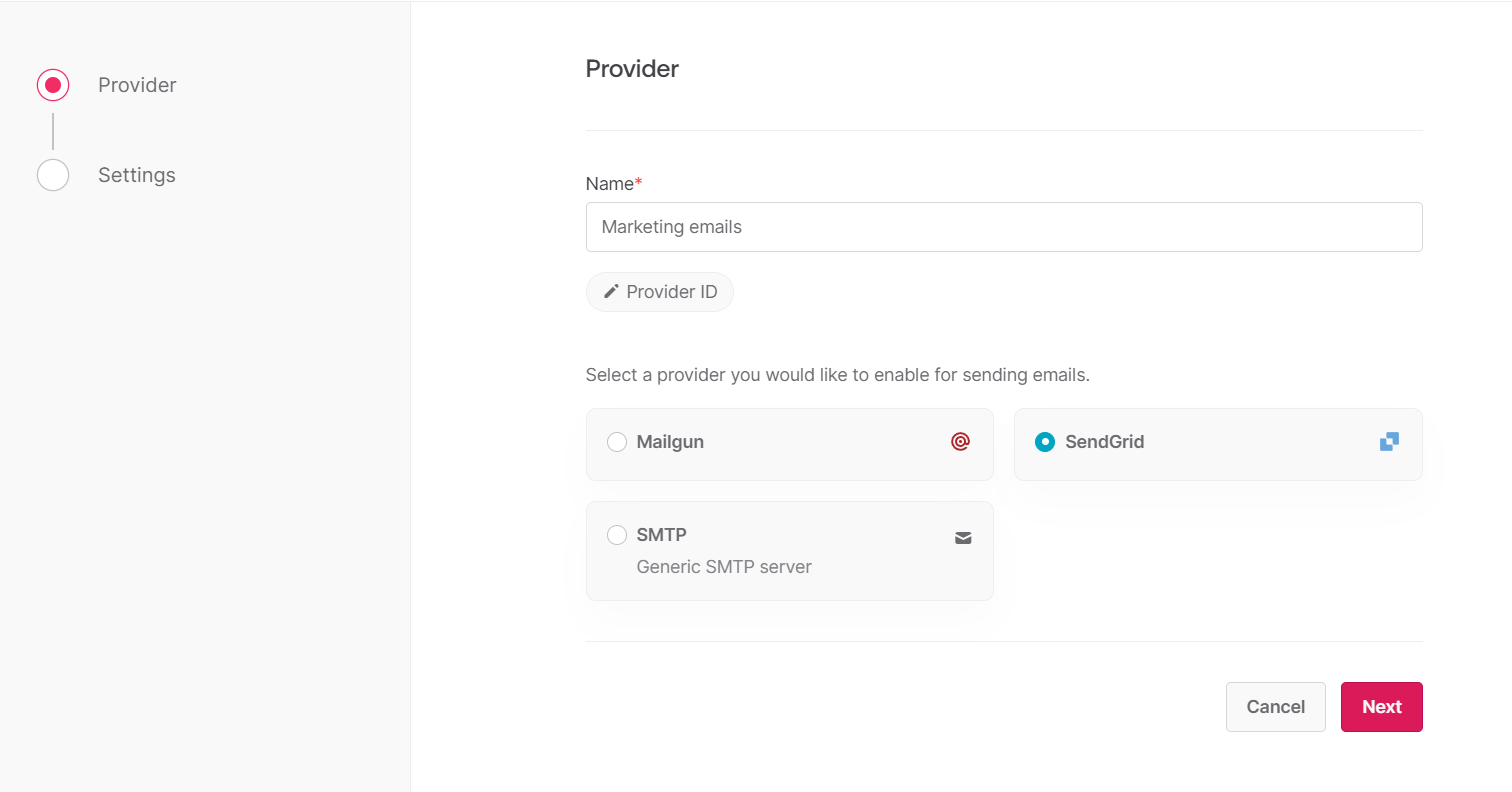 Provider
Settings
Provider
Name*
Marketing emails
Provider ID
Select a provider you would like to enable for sending emails.
Mailgun
SendGrid
SMTP
Generic SMTP server
Cancel
Next